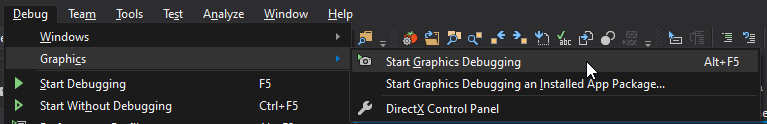 Debug Team Tools Test Analyze Window Help
Windows
Graphics
Start Graphics Debugging Alt+F5
Start Debugging F5
Start Graphics Debugging an Installed App Package...
Start Without Debugging Ctrl+F5
DirectX Control Panel